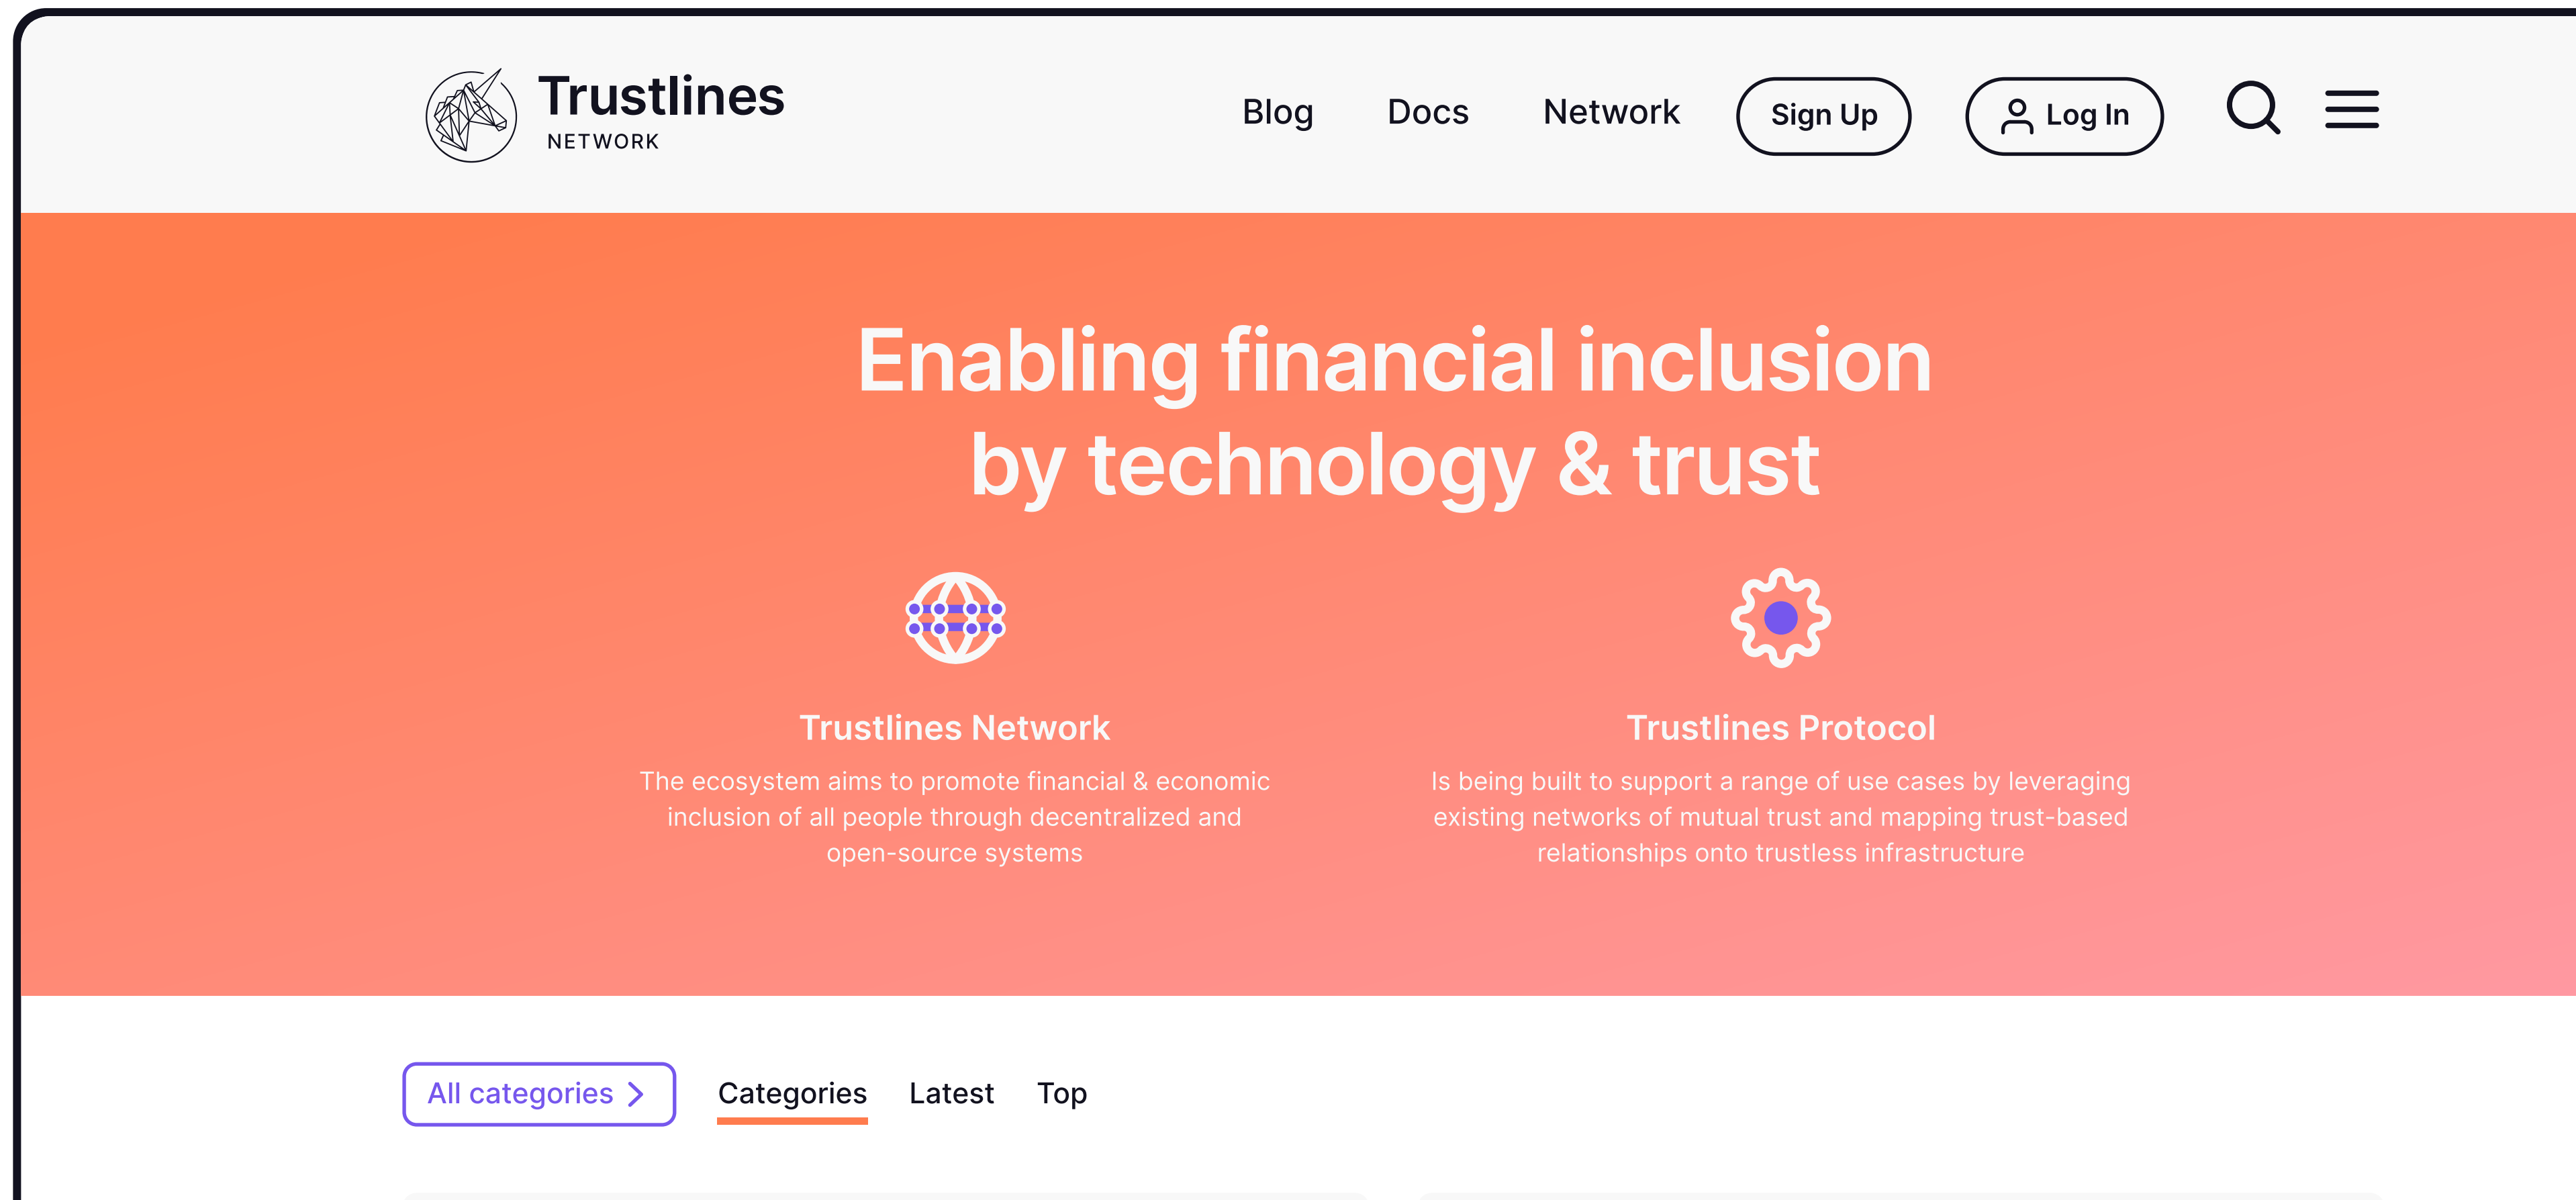 Trustlines
NETWORK
Blog
Docs
Network
Sign Up
Log In
Enabling financial inclusion
by technology & trust
Trustlines Network
The ecosystem aims to promote financial & economic
inclusion of all people through decentralized and
open-source systems
Trustlines Protocol
Is being built to support a range of use cases by leveraging
existing networks of mutual trust and mapping trust-based
relationships onto trustless infrastructure
All categories
Categories
Latest
Top